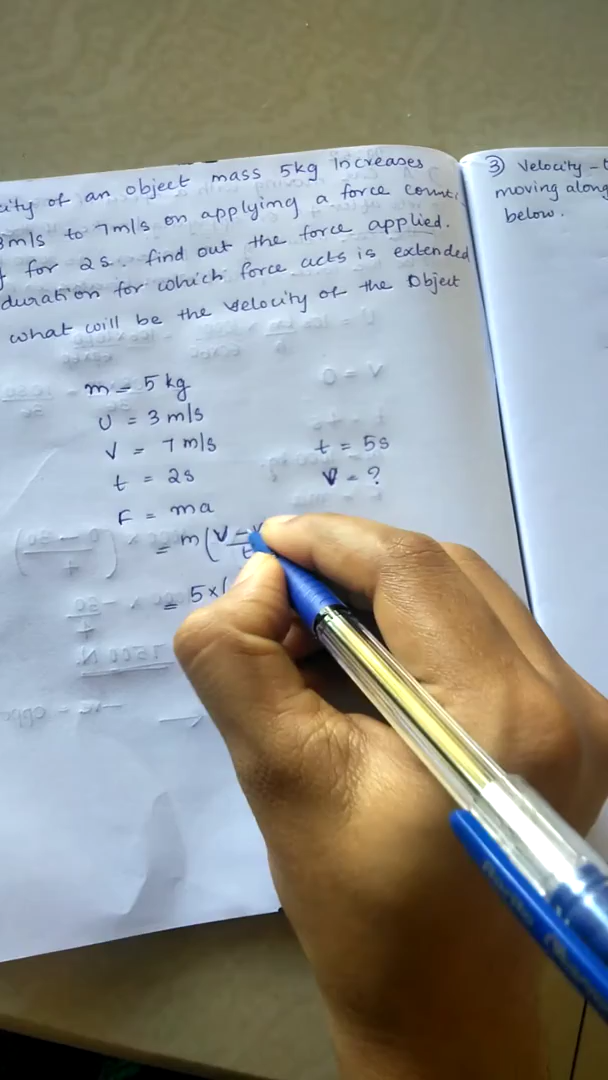 city of an object mass 5kg increases
3m/s to 7m/s on applying a force
for 2s. find out the force applied.
duration for which force acts is extended
what will be the velocity of the Object
m = 5 kg
U = 3 m/s
V = 7 m/s
t = 2s
F = ma
= m(V-
= 5×(
t = 5s
V = ?
③ Velocity - t
moving along
below.